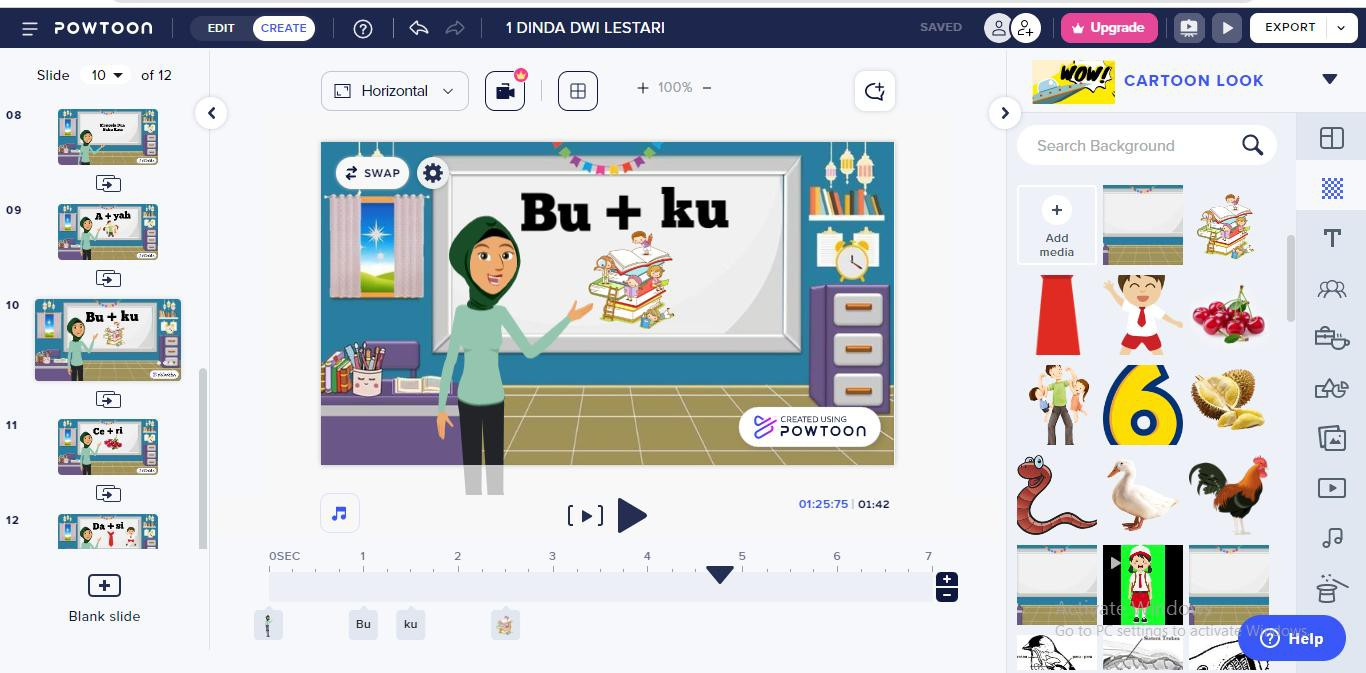 POWTOON
EDIT
CREATE
1 DINDA DWI LESTARI
SAVED
Upgrade
EXPORT
Slide 10 of 12
Horizontal
100%
CARTOON LOOK
Search Background
Add media
08
09
A + yah
10
Bu + ku
11
Ce + ri
12
Da + si
Blank slide
SWAP
Bu + ku
CREATED USING
POWTOON
01:25:75 | 01:42
0SEC 1 2 3 4 5 6 7
Bu
ku
WOW!
6
Activate Windows
Go to PC settings to activate Windows.
Help